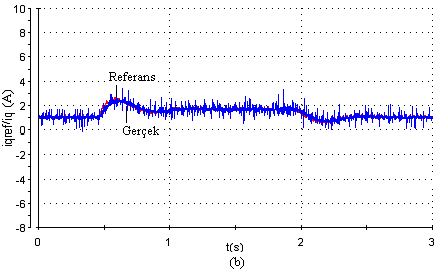 10
8
6
4
2
0
-2
-4
-6
-8
iqref/iq (A)
Referans
Gerçek
0
1
2
3
t(s)
(b)